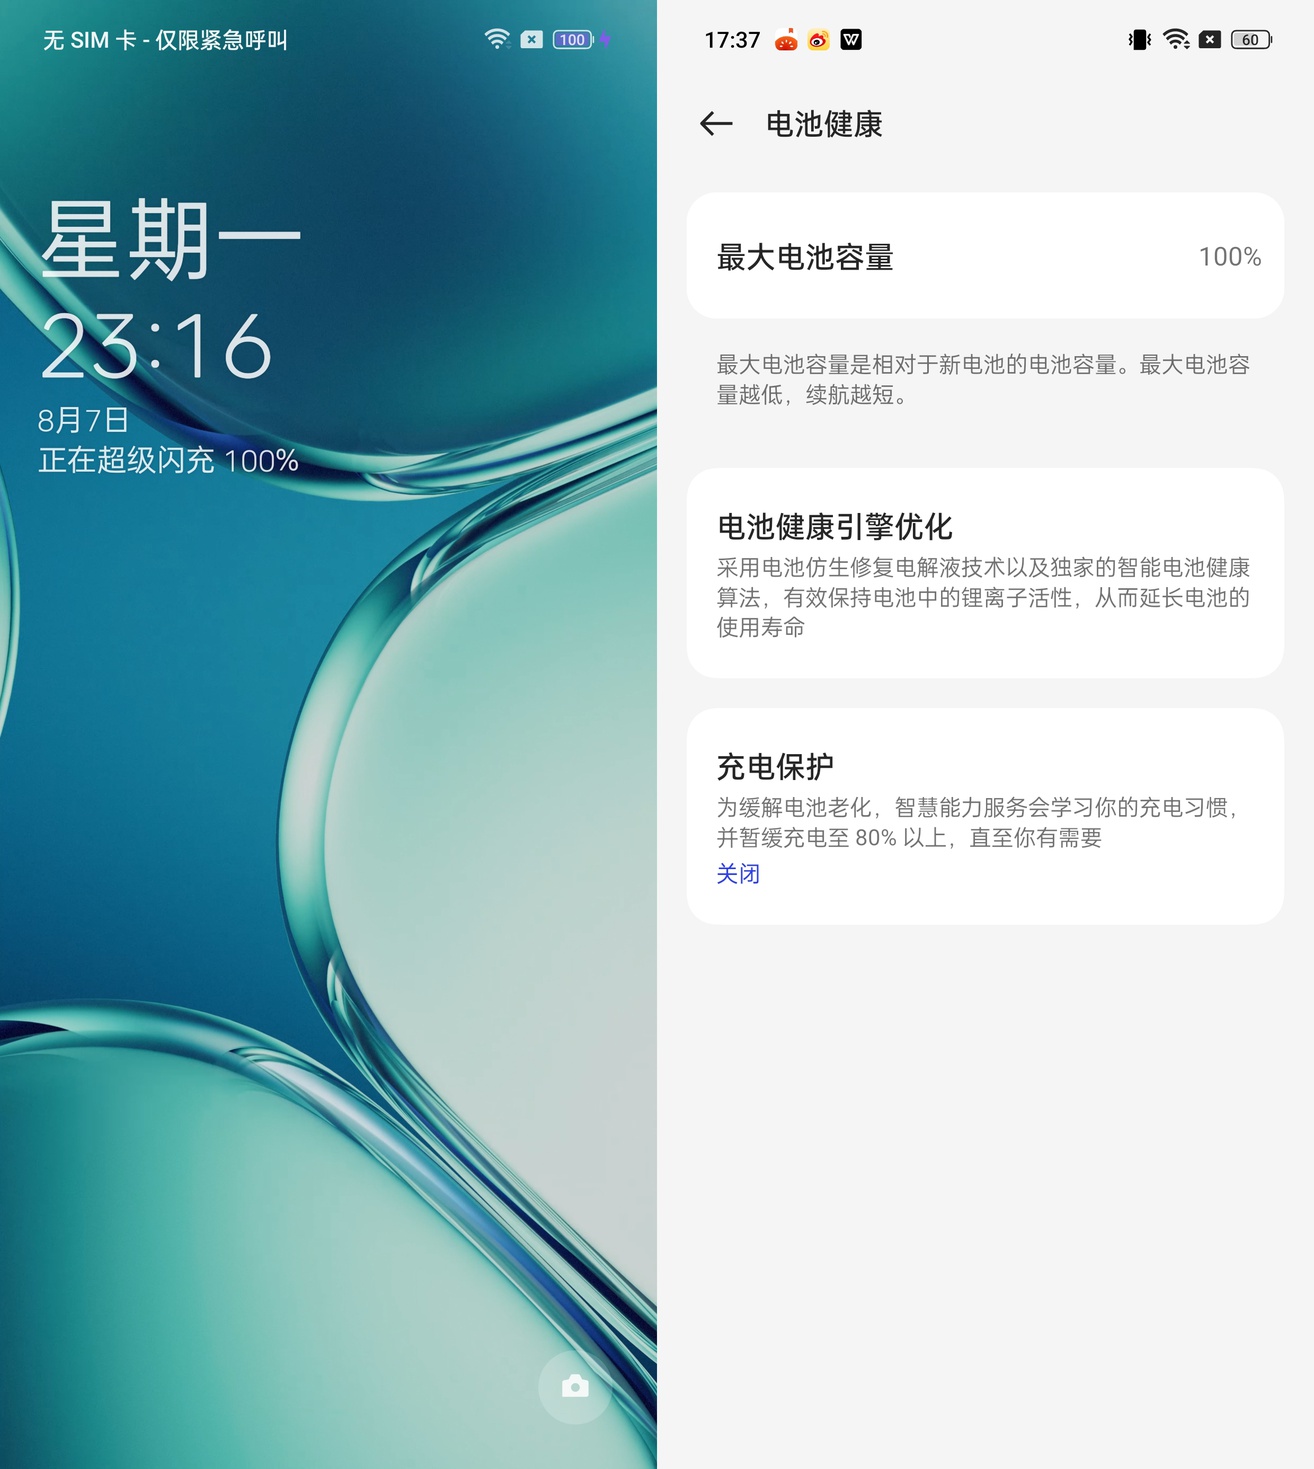 无 SIM 卡 - 仅限紧急呼叫
100
星期一
23:16
8月7日
正在超级闪充 100%
17:37
60
电池健康
最大电池容量
100%
最大电池容量是相对于新电池的电池容量。最大电池容
量越低，续航越短。
电池健康引擎优化
采用电池仿生修复电解液技术以及独家的智能电池健康
算法，有效保持电池中的锂离子活性，从而延长电池的
使用寿命
充电保护
为缓解电池老化，智慧能力服务会学习你的充电习惯，
并暂缓充电至 80% 以上，直至你有需要
关闭